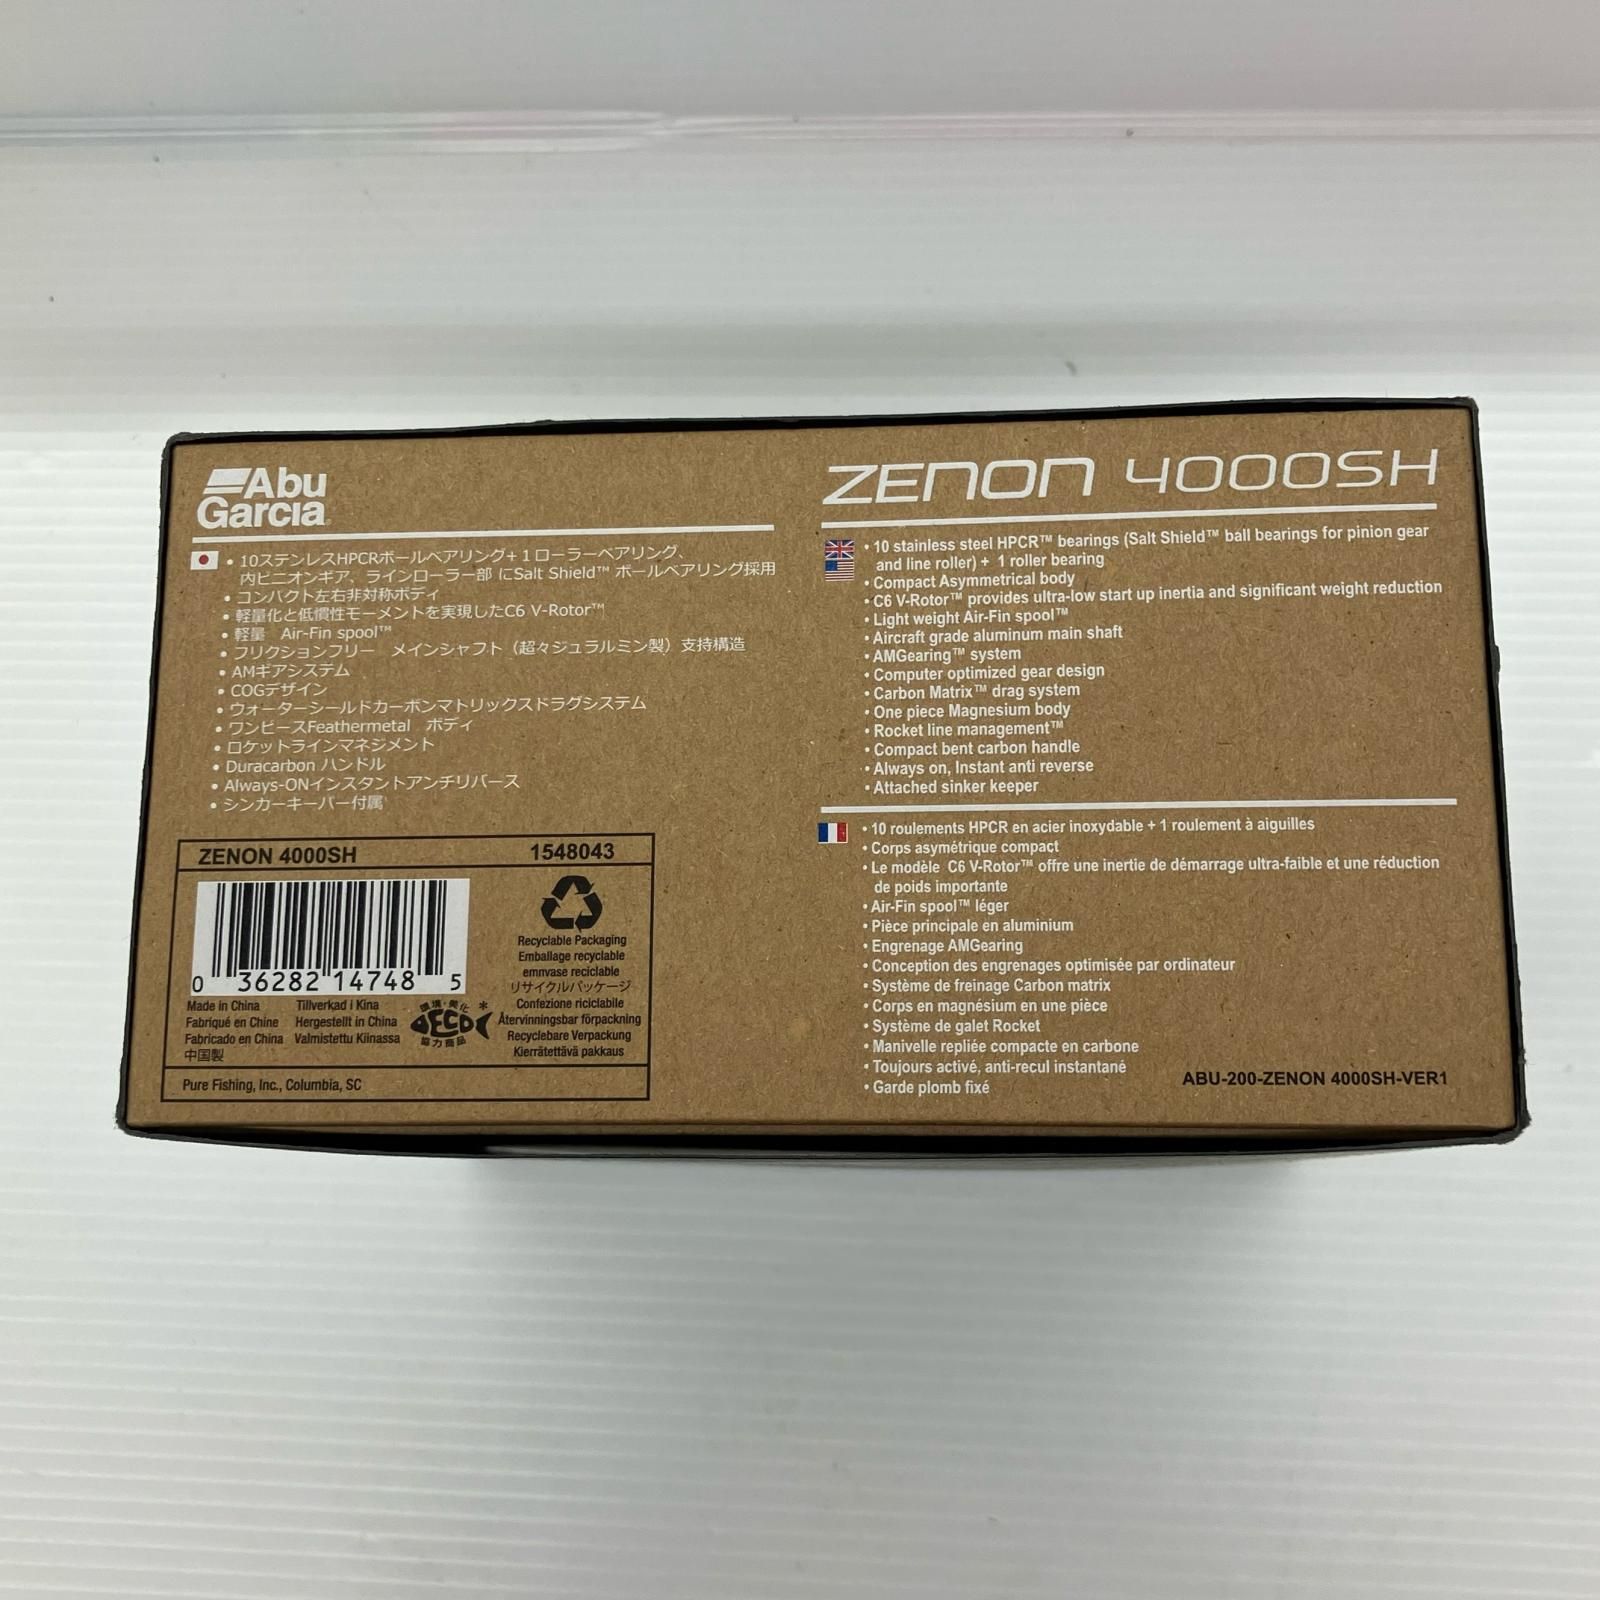 Abu
Garcia
・10ステンレスHPCRボールベアリング+１ローラーベアリング、
内ピニオンギア、ラインローラー部 にSalt Shield™ ボールベアリング採用
・コンパクト左右非対称ボディ
・軽量化と低慣性モーメントを実現したC6 V-Rotor™
・軽量　Air-Fin spool™
・フリクションフリー　メインシャフト（超々ジュラルミン製）支持構造
・AMギアシステム
・COGデザイン
・ウォーターシールドカーボンマトリックスドラグシステム
・ワンピースFeathermetal　ボディ
・ロケットラインマネジメント
・Duracarbon ハンドル
・Always-ONインスタントアンチリバース
・シンカーキーパー付属
ZENON 4000SH 1548043
0 36282 14748 5
Made in China Tillverkad i Kina
Fabriqué en Chine Hergestellt in China
Fabricado en China Valmistettu Kiinassa
中国製
環境・美化
ECO
協力商品
*
Recyclable Packaging
Emballage recyclable
emnvase reciclable
リサイクルパッケージ
Confezione riciclabile
Återvinningsbar förpackning
Recyclebare Verpackung
Kierrätettävä pakkaus
Pure Fishing, Inc., Columbia, SC
ZENON 4000SH
• 10 stainless steel HPCR™ bearings (Salt Shield™ ball bearings for pinion gear
and line roller) + 1 roller bearing
• Compact Asymmetrical body
• C6 V-Rotor™ provides ultra-low start up inertia and significant weight reduction
• Light weight Air-Fin spool™
• Aircraft grade aluminum main shaft
• AMGearing™ system
• Computer optimized gear design
• Carbon Matrix™ drag system
• One piece Magnesium body
• Rocket line management™
• Compact bent carbon handle
• Always on, Instant anti reverse
• Attached sinker keeper
• 10 roulements HPCR en acier inoxydable + 1 roulement à aiguilles
• Corps asymétrique compact
• Le modèle C6 V-Rotor™ offre une inertie de démarrage ultra-faible et une réduction
de poids importante
• Air-Fin spool™ léger
• Pièce principale en aluminium
• Engrenage AMGearing
• Conception des engrenages optimisée par ordinateur
• Système de freinage Carbon matrix
• Corps en magnésium en une pièce
• Système de galet Rocket
• Manivelle repliée compacte en carbone
• Toujours activé, anti-recul instantané
• Garde plomb fixé
ABU-200-ZENON 4000SH-VER1